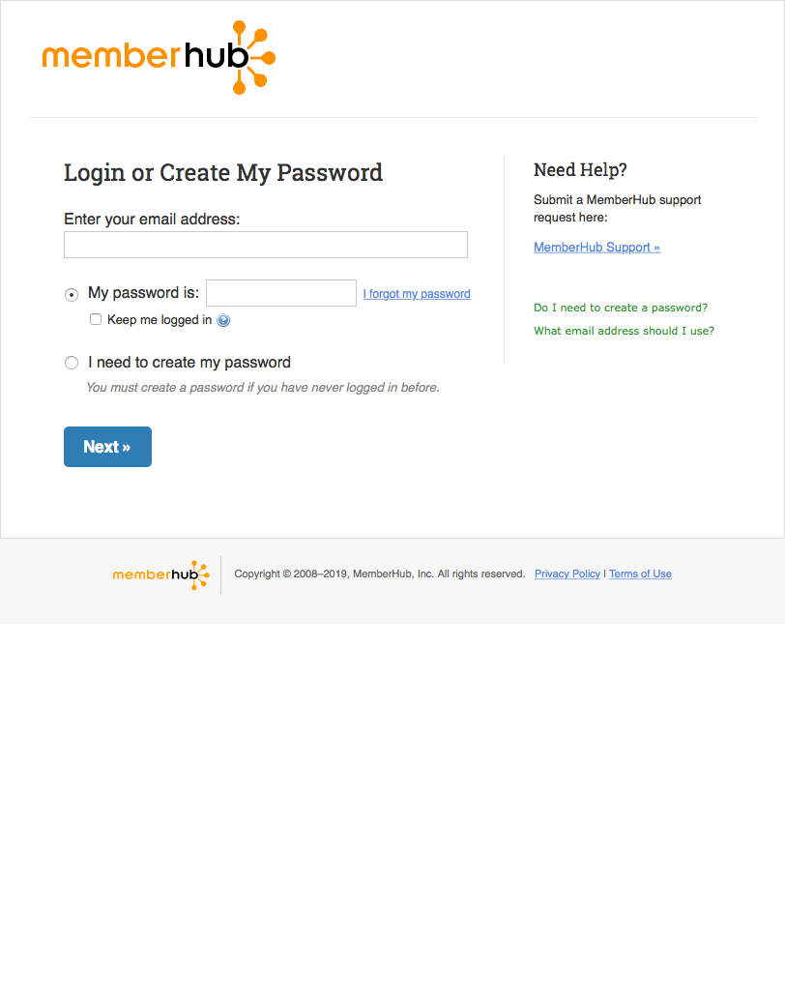 memberhub
Login or Create My Password
Enter your email address:
My password is: I forgot my password
Keep me logged in ?
I need to create my password
You must create a password if you have never logged in before.
Next »
Need Help?
Submit a MemberHub support
request here:
MemberHub Support »
Do I need to create a password?
What email address should I use?
memberhub
Copyright © 2008–2019, MemberHub, Inc. All rights reserved. Privacy Policy | Terms of Use